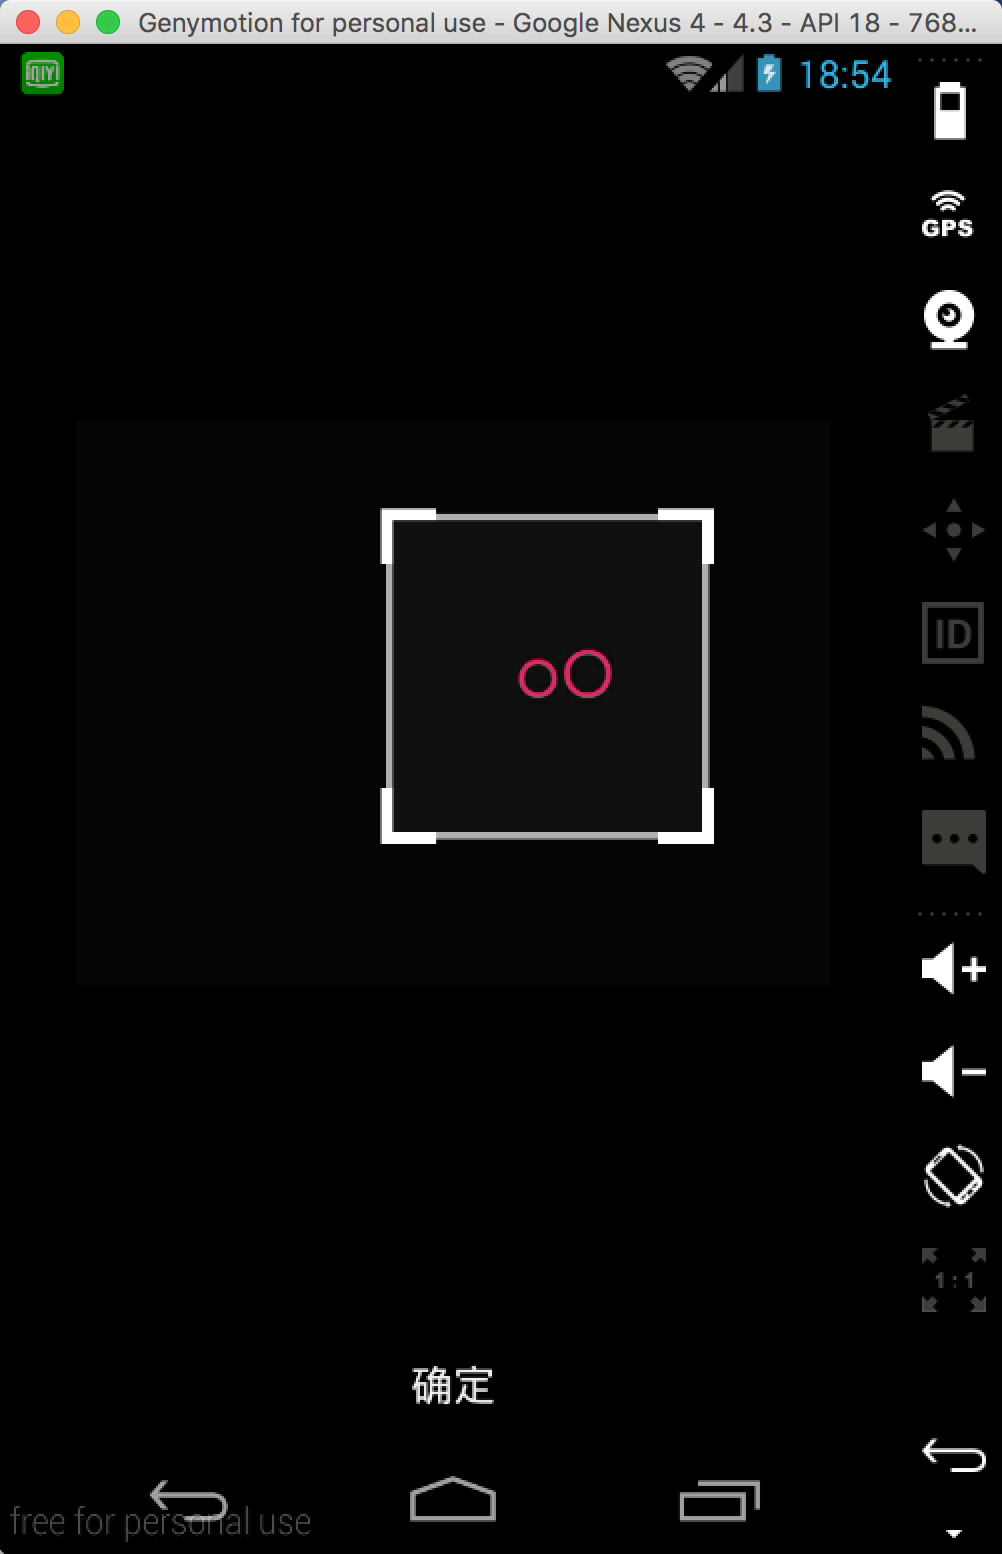 Genymotion for personal use - Google Nexus 4 - 4.3 - API 18 - 768...
QIY
18:54
GPS
ID
1:1
确定
free for personal use